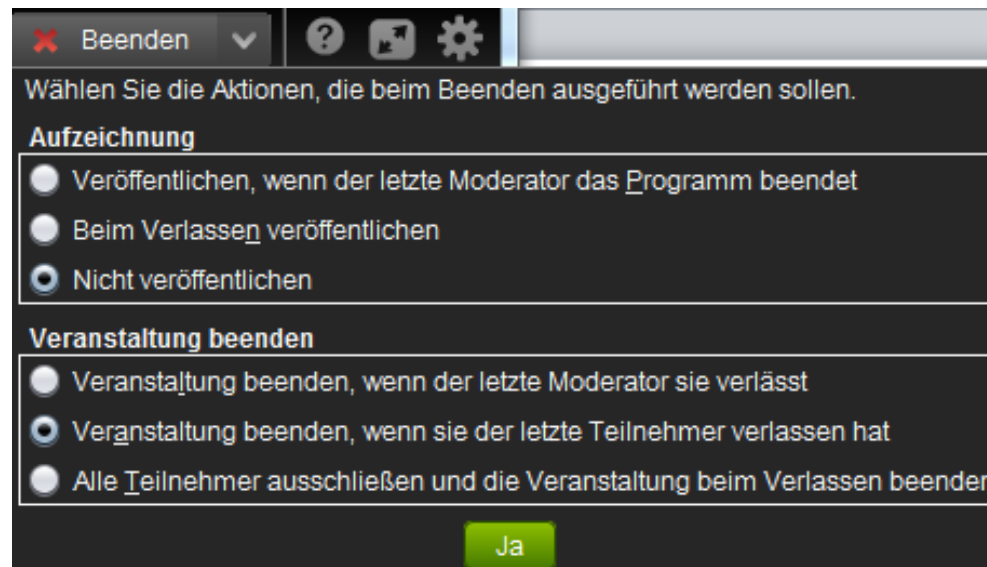 Beenden
Wählen Sie die Aktionen, die beim Beenden ausgeführt werden sollen.
Aufzeichnung
Veröffentlichen, wenn der letzte Moderator das Programm beendet
Beim Verlassen veröffentlichen
Nicht veröffentlichen
Veranstaltung beenden
Veranstaltung beenden, wenn der letzte Moderator sie verlässt
Veranstaltung beenden, wenn sie der letzte Teilnehmer verlassen hat
Alle Teilnehmer ausschließen und die Veranstaltung beim Verlassen beenden
Ja